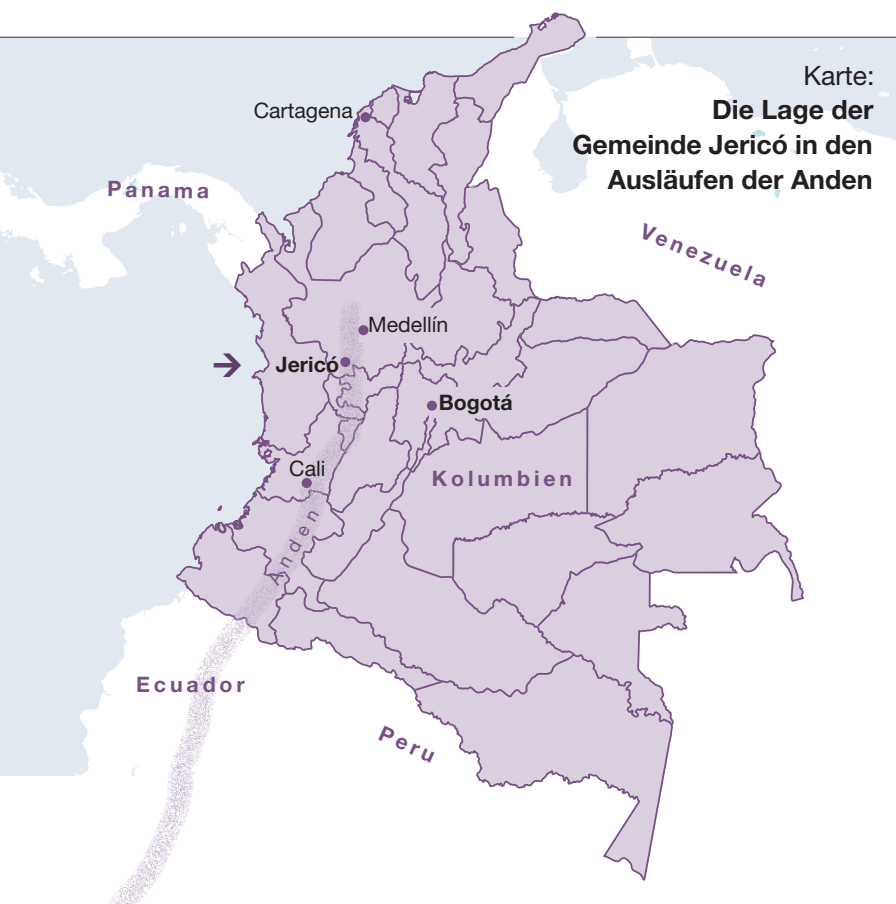 Karte:
Die Lage der
Gemeinde Jericó in den
Ausläufen der Anden
Cartagena
Panama
Venezuela
Medellín
→ Jericó
Bogotá
Cali
Kolumbien
Anden
Ecuador
Peru